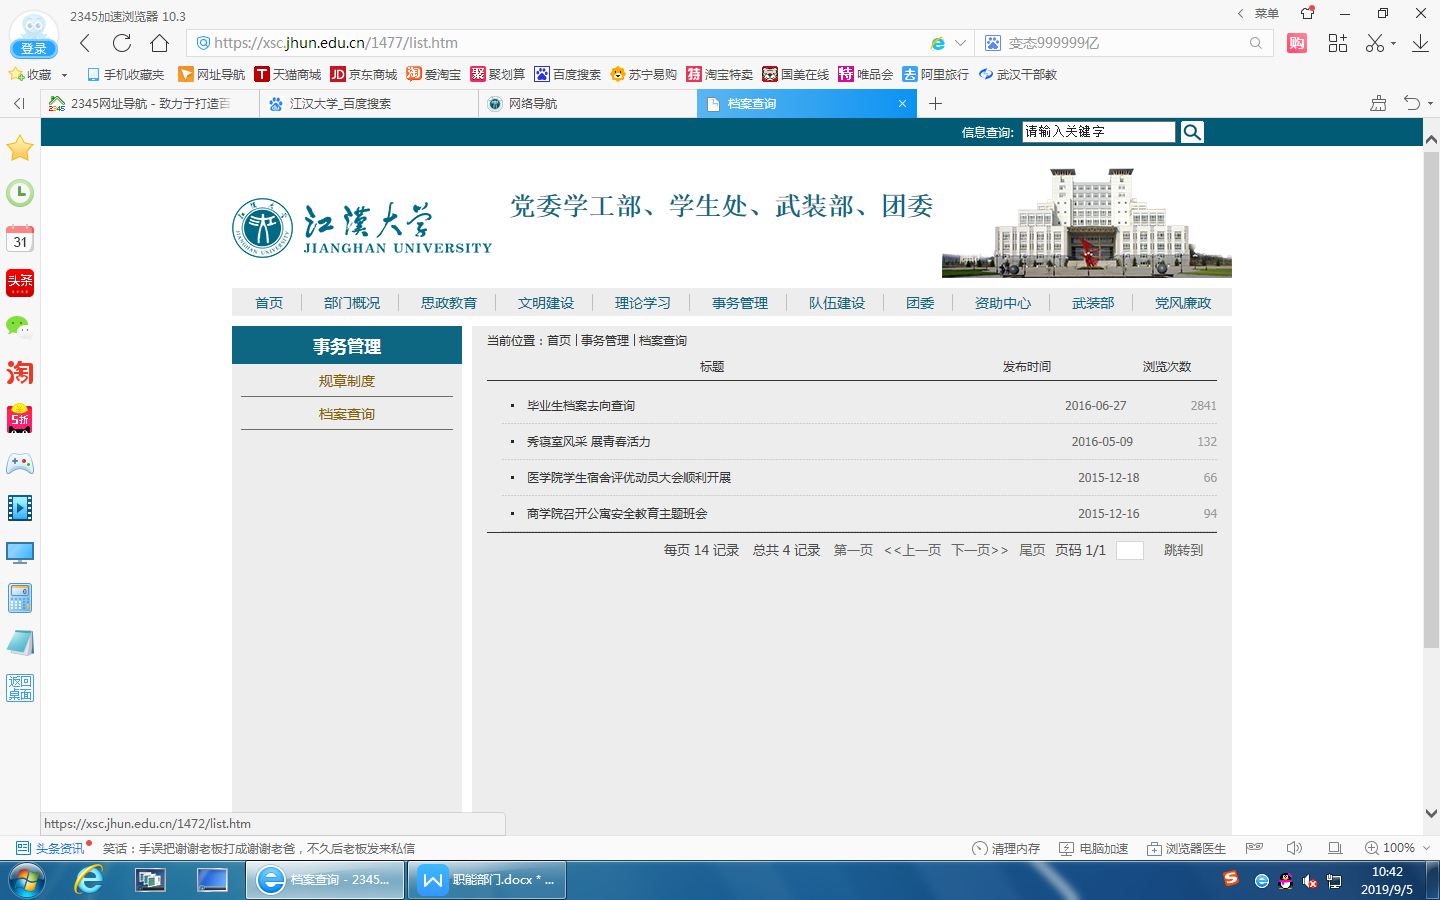 2345加速浏览器 10.3
菜单
登录
https://xsc.jhun.edu.cn/1477/list.htm
变态999999亿
购
收藏 手机收藏夹 网址导航 天猫商城 京东商城 爱淘宝 聚划算 百度搜索 苏宁易购 淘宝特卖 国美在线 唯品会 阿里旅行 武汉干部教
2345网址导航 - 致力于打造百
江汉大学_百度搜索
网络导航
档案查询
信息查询: 请输入关键字
31
头条
淘
5折
返回
桌面
江漢大学
JIANGHAN UNIVERSITY
党委学工部、学生处、武装部、团委
首页 部门概况 思政教育 文明建设 理论学习 事务管理 队伍建设 团委 资助中心 武装部 党风廉政
事务管理
规章制度
档案查询
当前位置：首页 | 事务管理 | 档案查询
标题 发布时间 浏览次数
毕业生档案去向查询 2016-06-27 2841
秀寝室风采 展青春活力 2016-05-09 132
医学院学生宿舍评优动员大会顺利开展 2015-12-18 66
商学院召开公寓安全教育主题班会 2015-12-16 94
每页 14 记录 总共 4 记录 第一页 <<上一页 下一页>> 尾页 页码 1/1 跳转到
https://xsc.jhun.edu.cn/1472/list.htm
头条资讯 笑话：手误把谢谢老板打成谢谢老爸，不久后老板发来私信
清理内存 电脑加速 浏览器医生 100%
档案查询 - 2345...
职能部门.docx * ...
10:42
2019/9/5